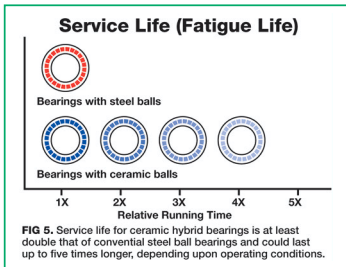 Service Life (Fatigue Life)
Bearings with steel balls
Bearings with ceramic balls
1X 2X 3X 4X 5X
Relative Running Time
FIG 5. Service life for ceramic hybrid bearings is at least
double that of convential steel ball bearings and could last
up to five times longer, depending upon operating conditions.